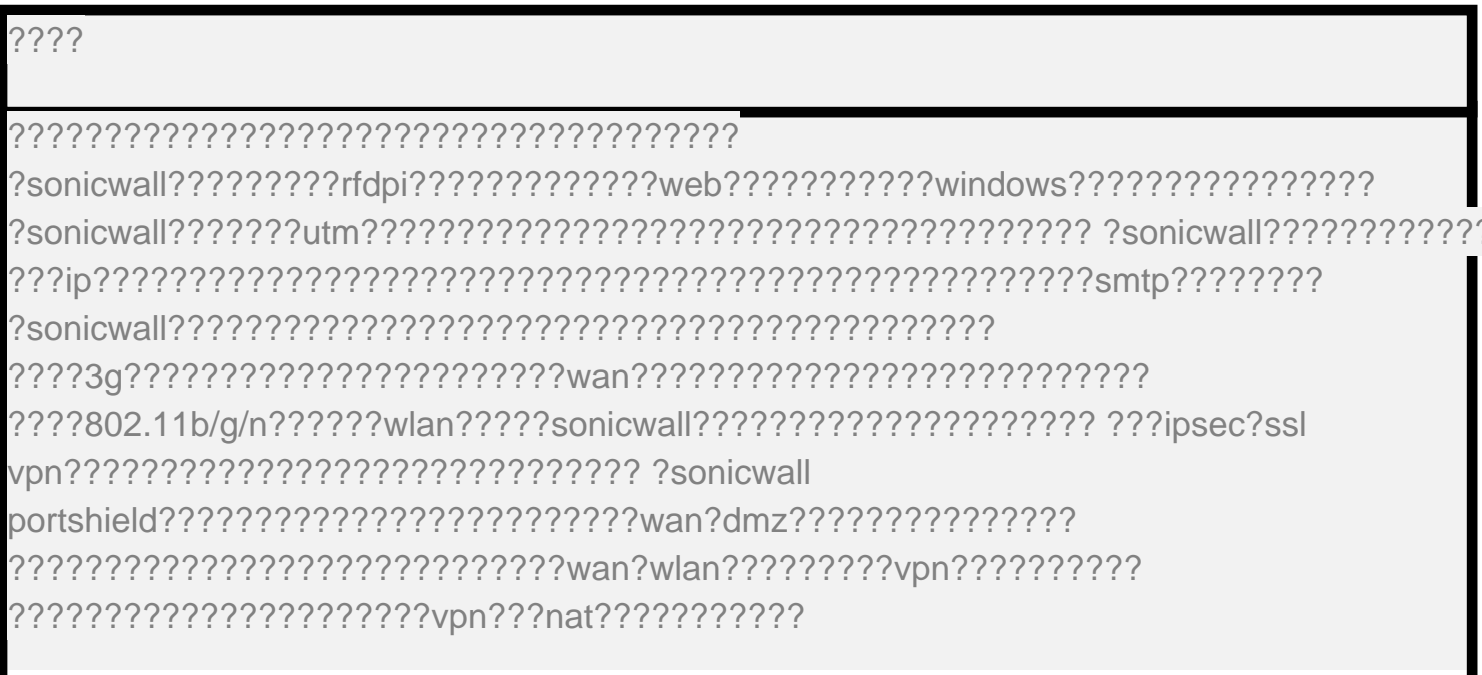 ????
??????????????????????????????????????
?sonicwall?????????rfdpi?????????????web???????????windows????????????????
?sonicwall???????utm?????????????????????????????????????? ?sonicwall????????????
???ip????????????????????????????????????????????????????smtp????????
?sonicwall???????????????????????????????????????????
????3g???????????????????????wan???????????????????????????
????802.11b/g/n??????wlan?????sonicwall????????????????????? ???ipsec?ssl
vpn?????????????????????????????? ?sonicwall
portshield?????????????????????????wan?dmz???????????????
?????????????????????????????wan?wlan?????????vpn??????????
??????????????????????vpn???nat???????????